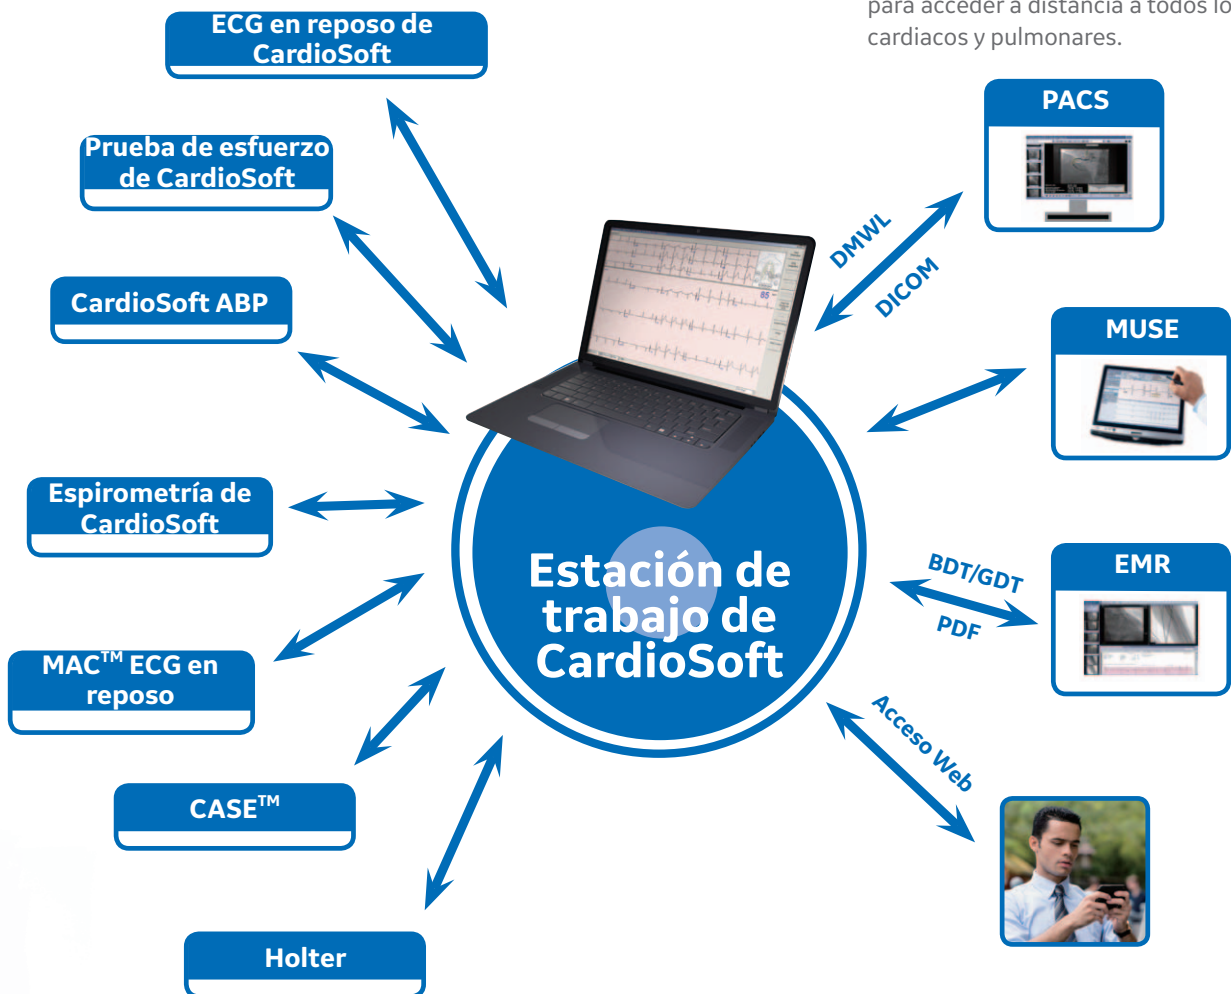 para acceder a distancia a todos lo
cardiacos y pulmonares.
ECG en reposo de
CardioSoft
Prueba de esfuerzo
de CardioSoft
CardioSoft ABP
Espirometría de
CardioSoft
MAC™ ECG en
reposo
CASE™
Holter
Estación de
trabajo de
CardioSoft
PACS
DMWL
DICOM
MUSE
EMR
BDT/GDT
PDF
Acceso Web